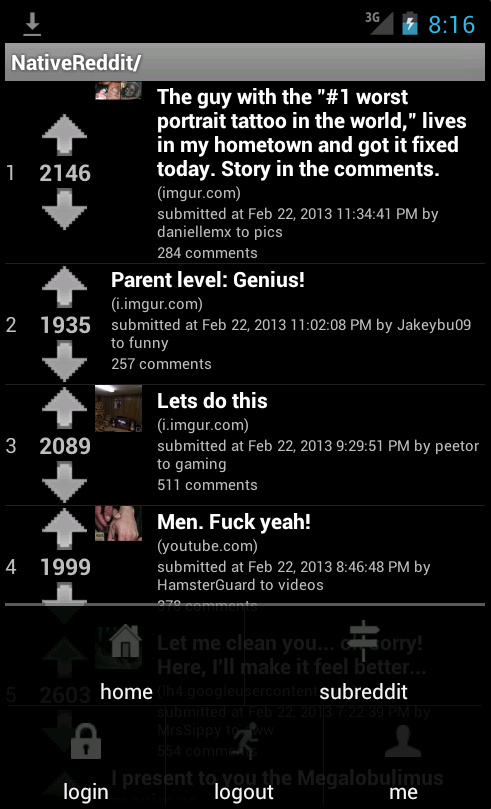 3G 8:16
NativeReddit/
1
2146
The guy with the "#1 worst
portrait tattoo in the world," lives
in my hometown and got it fixed
today. Story in the comments.
(imgur.com)
submitted at Feb 22, 2013 11:34:41 PM by
daniellemx to pics
284 comments
2
1935
Parent level: Genius!
(i.imgur.com)
submitted at Feb 22, 2013 11:02:08 PM by Jakeybu09
to funny
257 comments
3
2089
Lets do this
(i.imgur.com)
submitted at Feb 22, 2013 9:29:51 PM by peetor
to gaming
511 comments
4
1999
Men. Fuck yeah!
(youtube.com)
submitted at Feb 22, 2013 8:46:48 PM by
HamsterGuard to videos
378 comments
5
2603
Let me clean you... oh sorry!
Here, I'll make it feel better...
(lh4.googleusercontent
submitted at Feb 22, 2013 7:22:39 PM by
MrsSippy to aww
554 comments
I present to you the Megalobulimus
home
subreddit
login
logout
me